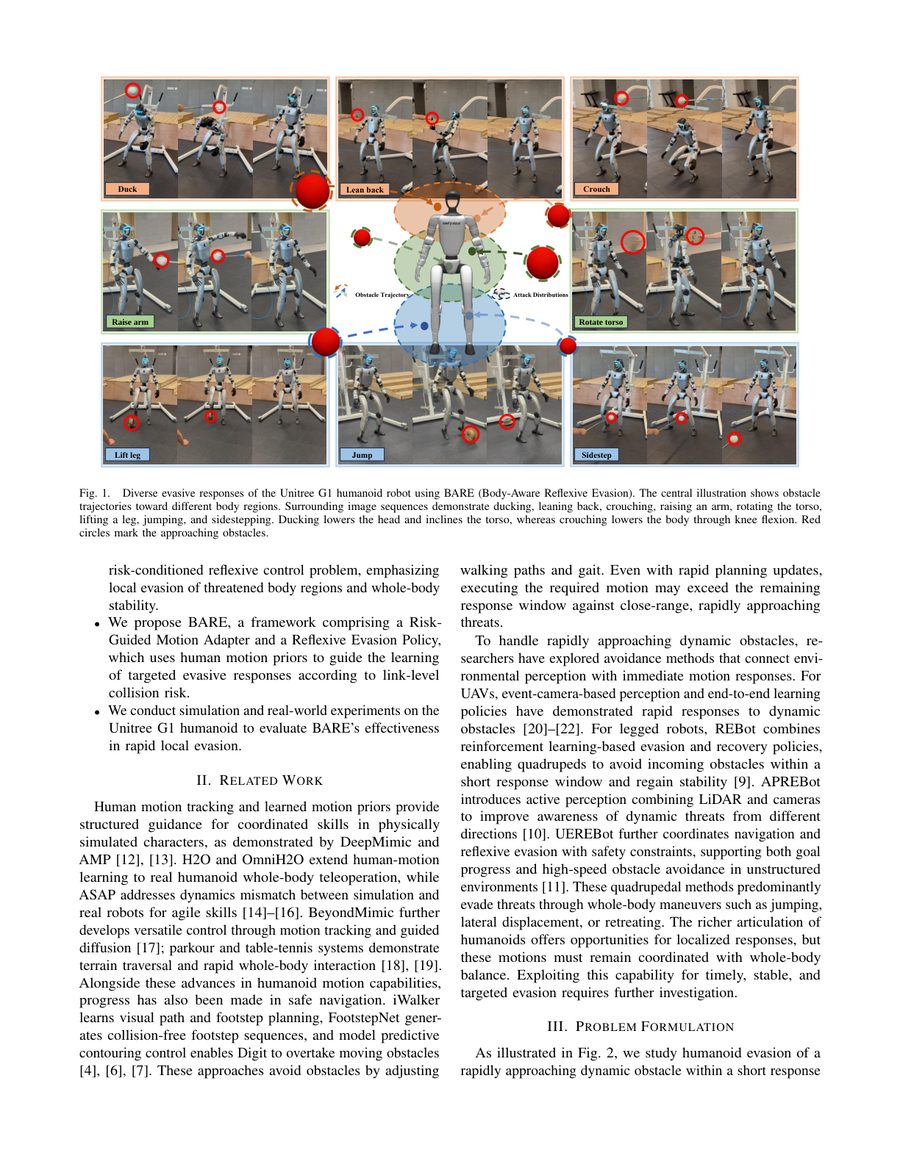 Duck
Lean back
Crouch
Raise arm
Obstacle Trajectory
Attack Distributions
Rotate torso
Lift leg
Jump
Sidestep
Fig. 1. Diverse evasive responses of the Unitree G1 humanoid robot using BARE (Body-Aware Reflexive Evasion). The central illustration shows obstacle
trajectories toward different body regions. Surrounding image sequences demonstrate ducking, leaning back, crouching, raising an arm, rotating the torso,
lifting a leg, jumping, and sidestepping. Ducking lowers the head and inclines the torso, whereas crouching lowers the body through knee flexion. Red
circles mark the approaching obstacles.
risk-conditioned reflexive control problem, emphasizing
local evasion of threatened body regions and whole-body
stability.
• We propose BARE, a framework comprising a Risk-
Guided Motion Adapter and a Reflexive Evasion Policy,
which uses human motion priors to guide the learning
of targeted evasive responses according to link-level
collision risk.
• We conduct simulation and real-world experiments on the
Unitree G1 humanoid to evaluate BARE's effectiveness
in rapid local evasion.
II. RELATED WORK
Human motion tracking and learned motion priors provide
structured guidance for coordinated skills in physically
simulated characters, as demonstrated by DeepMimic and
AMP [12], [13]. H2O and OmniH2O extend human-motion
learning to real humanoid whole-body teleoperation, while
ASAP addresses dynamics mismatch between simulation and
real robots for agile skills [14]–[16]. BeyondMimic further
develops versatile control through motion tracking and guided
diffusion [17]; parkour and table-tennis systems demonstrate
terrain traversal and rapid whole-body interaction [18], [19].
Alongside these advances in humanoid motion capabilities,
progress has also been made in safe navigation. iWalker
learns visual path and footstep planning, FootstepNet gener-
ates collision-free footstep sequences, and model predictive
contouring control enables Digit to overtake moving obstacles
[4], [6], [7]. These approaches avoid obstacles by adjusting
walking paths and gait. Even with rapid planning updates,
executing the required motion may exceed the remaining
response window against close-range, rapidly approaching
threats.
To handle rapidly approaching dynamic obstacles, re-
searchers have explored avoidance methods that connect envi-
ronmental perception with immediate motion responses. For
UAVs, event-camera-based perception and end-to-end learning
policies have demonstrated rapid responses to dynamic
obstacles [20]–[22]. For legged robots, REBot combines
reinforcement learning-based evasion and recovery policies,
enabling quadrupeds to avoid incoming obstacles within a
short response window and regain stability [9]. APREBot
introduces active perception combining LiDAR and cameras
to improve awareness of dynamic threats from different
directions [10]. UEREBot further coordinates navigation and
reflexive evasion with safety constraints, supporting both goal
progress and high-speed obstacle avoidance in unstructured
environments [11]. These quadrupedal methods predominantly
evade threats through whole-body maneuvers such as jumping,
lateral displacement, or retreating. The richer articulation of
humanoids offers opportunities for localized responses, but
these motions must remain coordinated with whole-body
balance. Exploiting this capability for timely, stable, and
targeted evasion requires further investigation.
III. PROBLEM FORMULATION
As illustrated in Fig. 2, we study humanoid evasion of a
rapidly approaching dynamic obstacle within a short response